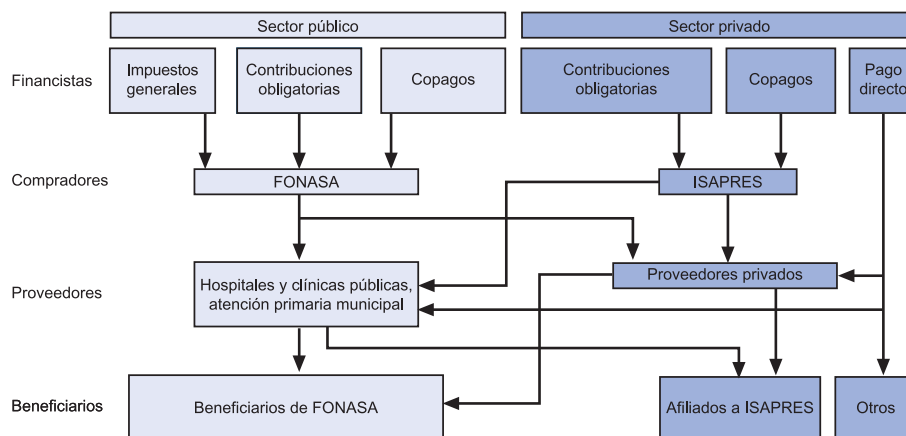 Sector público
Sector privado
Financistas
Impuestos
generales
Contribuciones
obligatorias
Copagos
Contribuciones
obligatorias
Copagos
Pago
directo
Compradores
FONASA
ISAPRES
Proveedores
Hospitales y clínicas públicas,
atención primaria municipal
Proveedores privados
Beneficiarios
Beneficiarios de FONASA
Afiliados a ISAPRES
Otros